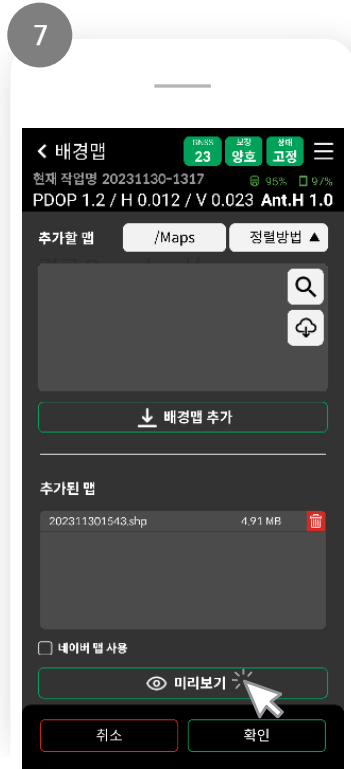 7
배경맵
GNSS 23 보정 양호 상태 고정
현재 작업명 20231130-1317 95% 97%
PDOP 1.2 / H 0.012 / V 0.023 Ant.H 1.0
추가할 맵 /Maps 정렬방법 ▲
배경맵 추가
추가된 맵
202311301543.shp 4.91 MB
네이버 맵 사용
미리보기
취소 확인